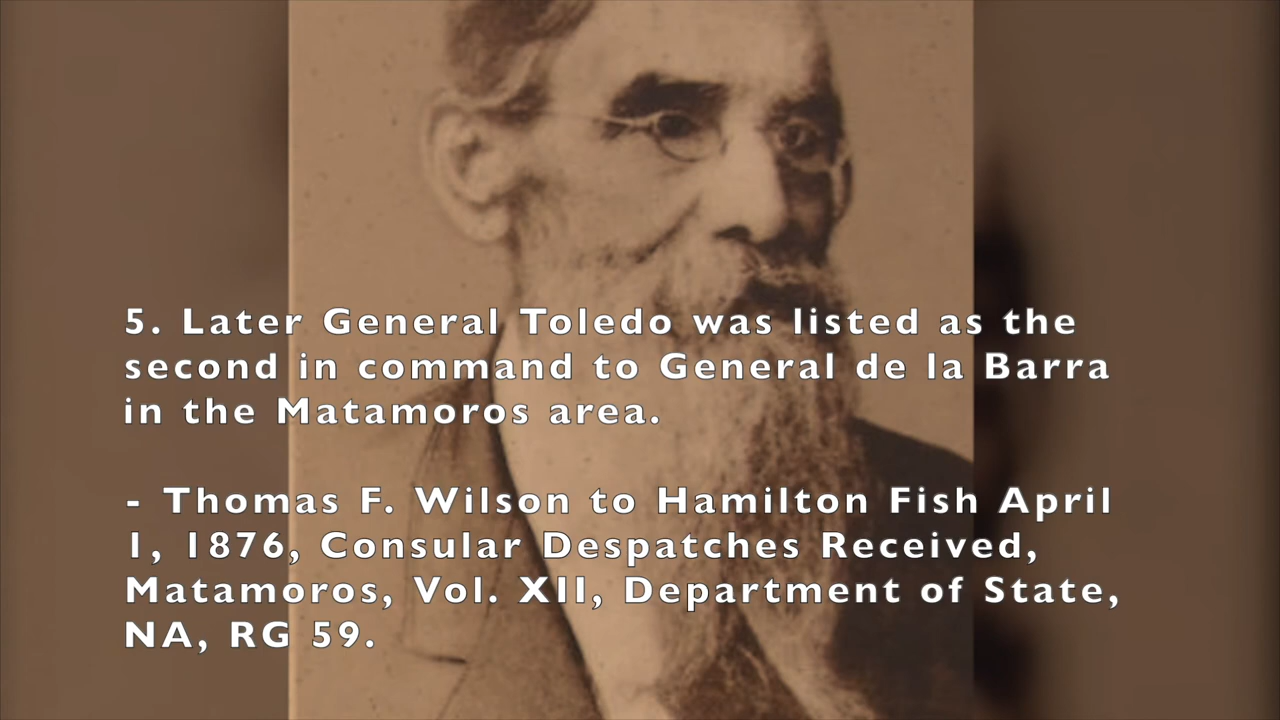 5. Later General Toledo was listed as the
second in command to General de la Barra
in the Matamoros area.
- Thomas F. Wilson to Hamilton Fish April
1, 1876, Consular Despatches Received,
Matamoros, Vol. XII, Department of State,
NA, RG 59.